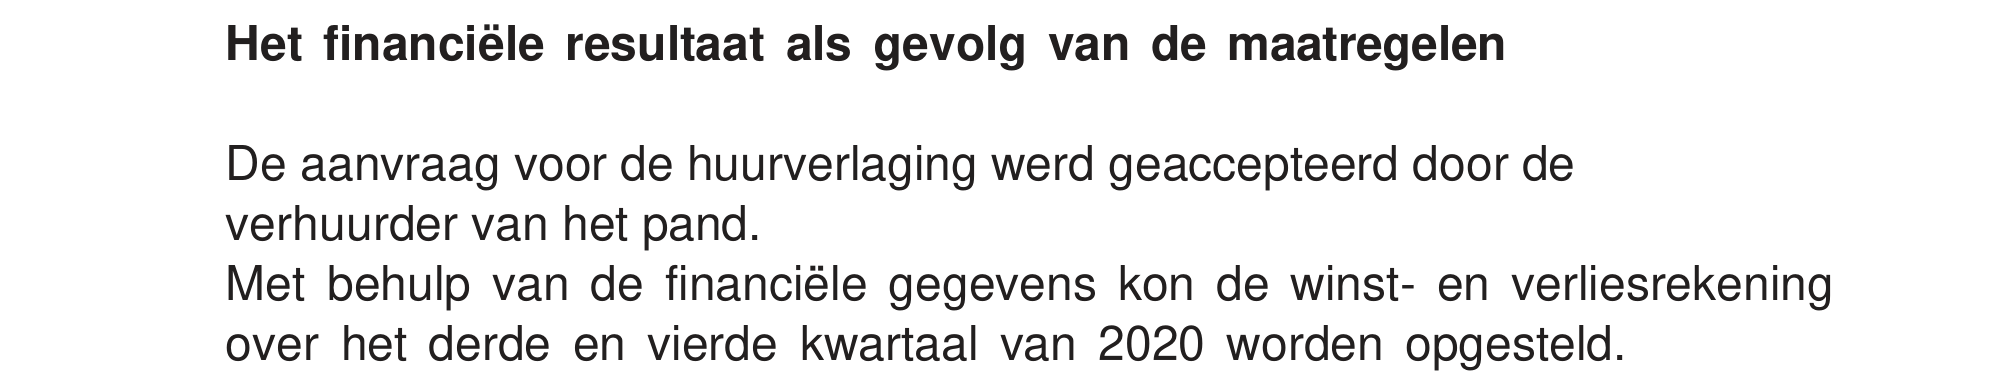 Het financiële resultaat als gevolg van de maatregelen
De aanvraag voor de huurverlaging werd geaccepteerd door de
verhuurder van het pand.
Met behulp van de financiële gegevens kon de winst- en verliesrekening
over het derde en vierde kwartaal van 2020 worden opgesteld.